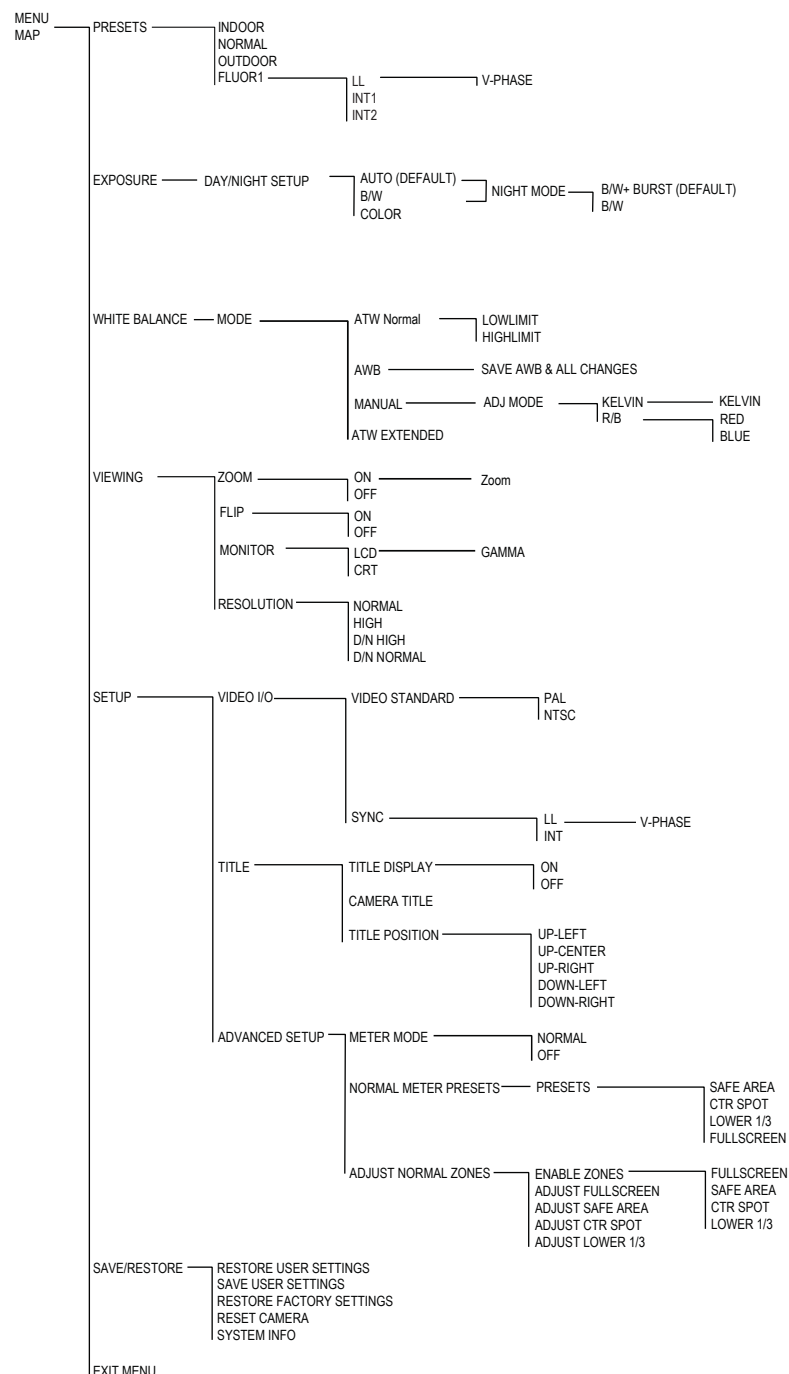 MENU
MAP
PRESETS
INDOOR
NORMAL
OUTDOOR
FLUOR1
LL
INT1
INT2
V-PHASE
EXPOSURE
DAY/NIGHT SETUP
AUTO (DEFAULT)
B/W
COLOR
NIGHT MODE
B/W+ BURST (DEFAULT)
B/W
WHITE BALANCE
MODE
ATW Normal
LOWLIMIT
HIGHLIMIT
AWB
SAVE AWB & ALL CHANGES
MANUAL
ADJ MODE
KELVIN
R/B
KELVIN
RED
BLUE
ATW EXTENDED
VIEWING
ZOOM
ON
OFF
Zoom
FLIP
ON
OFF
MONITOR
LCD
CRT
GAMMA
RESOLUTION
NORMAL
HIGH
D/N HIGH
D/N NORMAL
SETUP
VIDEO I/O
VIDEO STANDARD
PAL
NTSC
SYNC
LL
INT
V-PHASE
TITLE
TITLE DISPLAY
ON
OFF
CAMERA TITLE
TITLE POSITION
UP-LEFT
UP-CENTER
UP-RIGHT
DOWN-LEFT
DOWN-RIGHT
ADVANCED SETUP
METER MODE
NORMAL
OFF
NORMAL METER PRESETS
PRESETS
SAFE AREA
CTR SPOT
LOWER 1/3
FULLSCREEN
ADJUST NORMAL ZONES
ENABLE ZONES
ADJUST FULLSCREEN
ADJUST SAFE AREA
ADJUST CTR SPOT
ADJUST LOWER 1/3
FULLSCREEN
SAFE AREA
CTR SPOT
LOWER 1/3
SAVE/RESTORE
RESTORE USER SETTINGS
SAVE USER SETTINGS
RESTORE FACTORY SETTINGS
RESET CAMERA
SYSTEM INFO
EXIT MENU